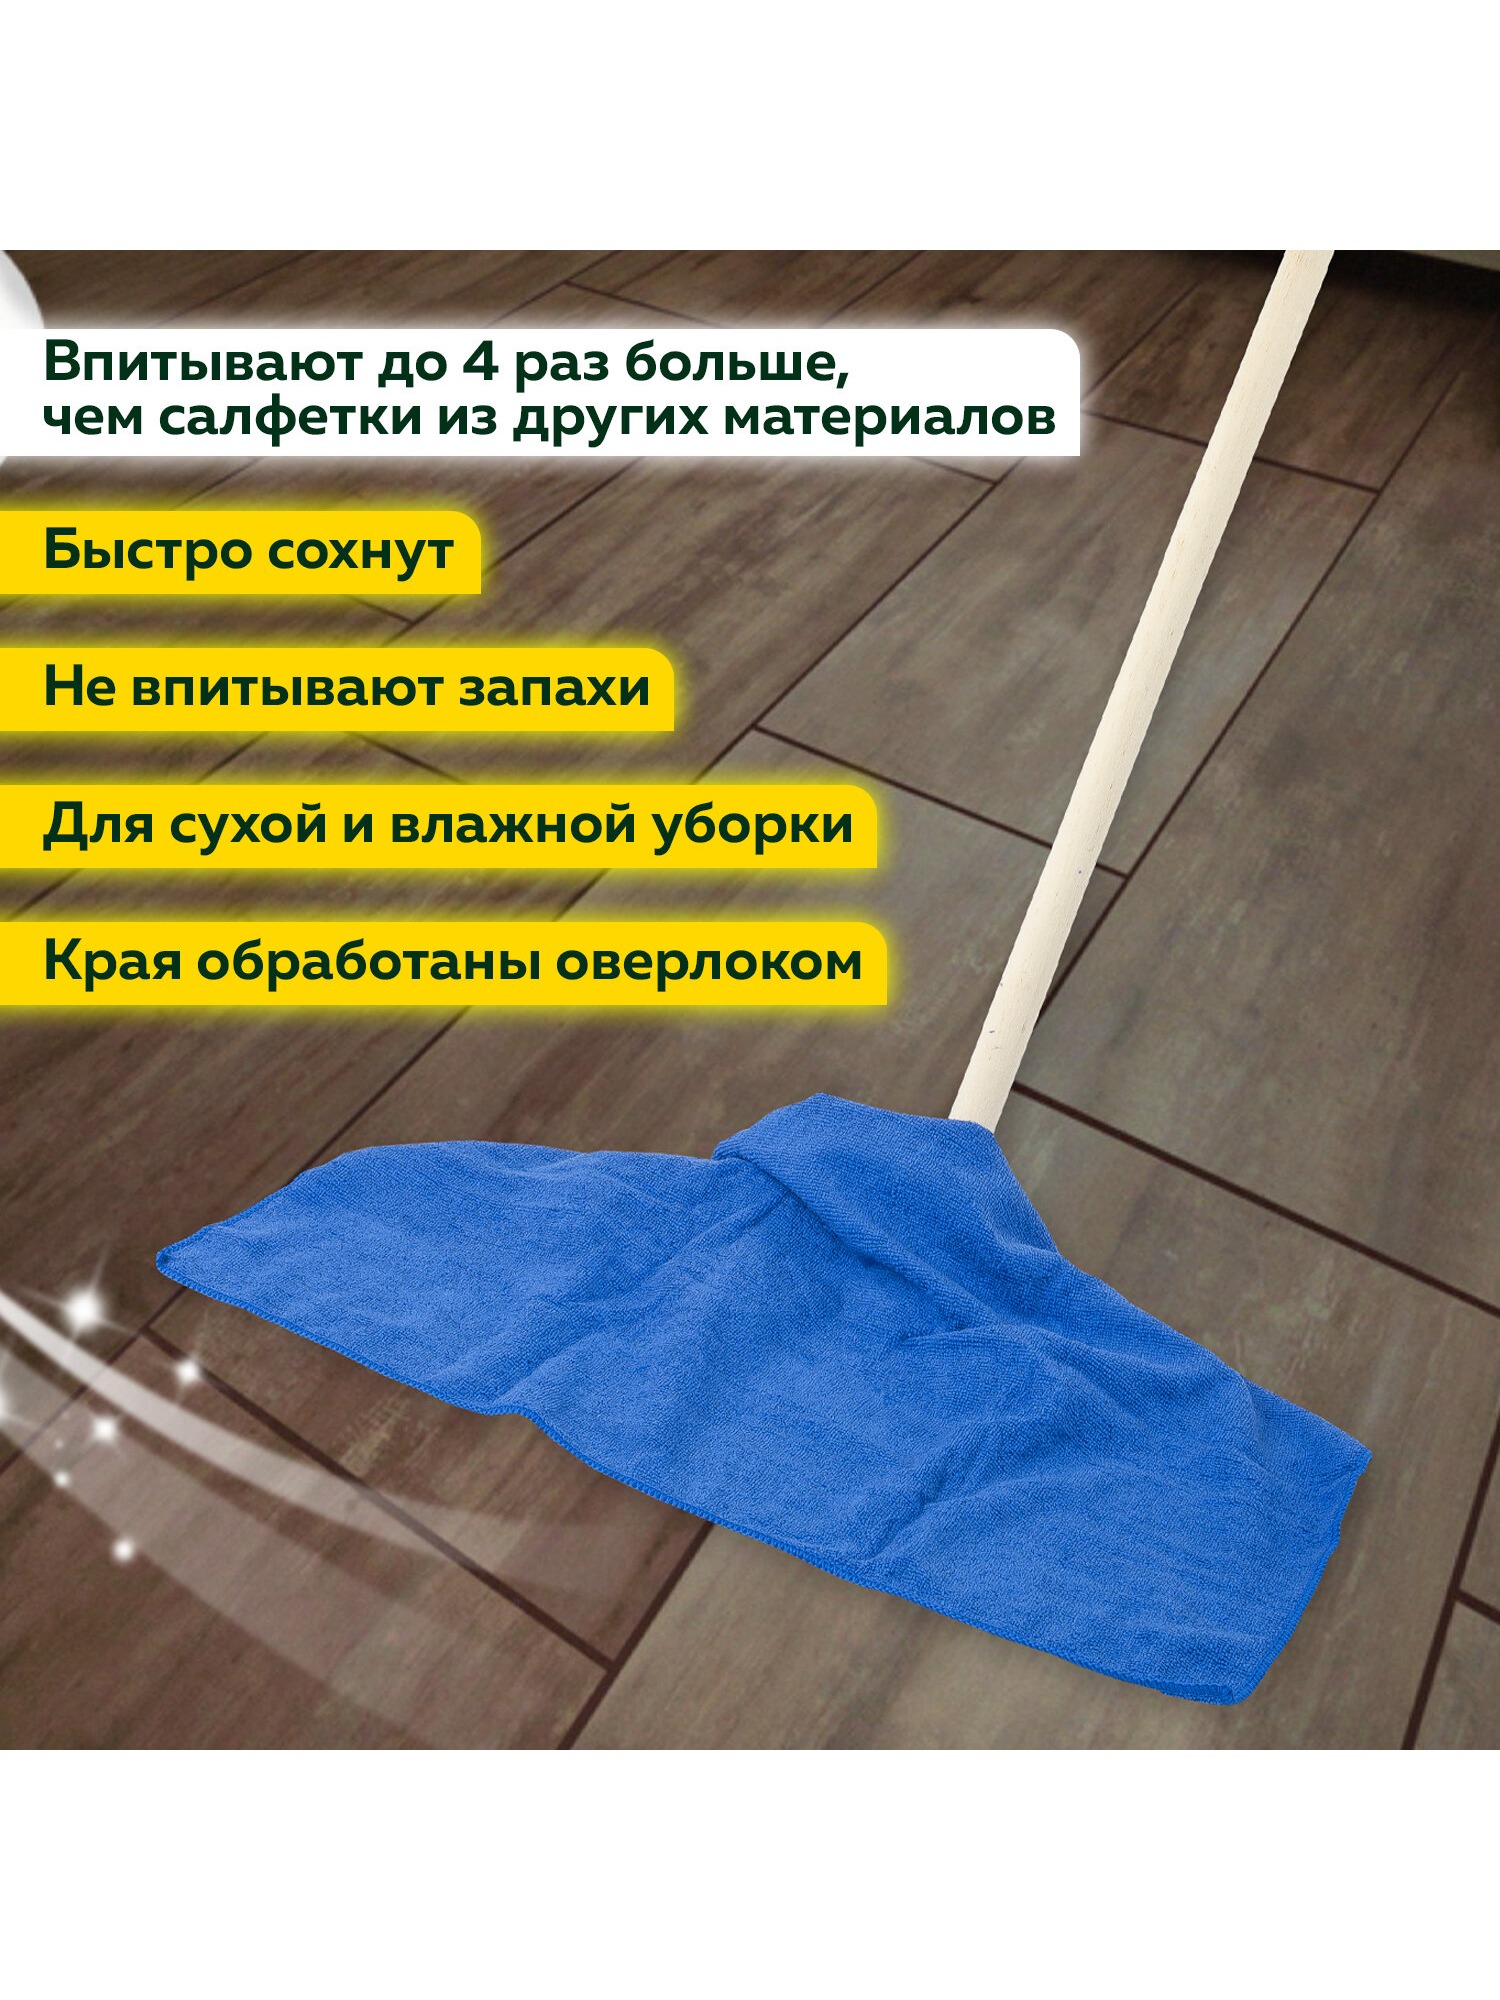 Впитывают до 4 раз больше,
чем салфетки из других материалов
Быстро сохнут
Не впитывают запахи
Для сухой и влажной уборки
Края обработаны оверлоком